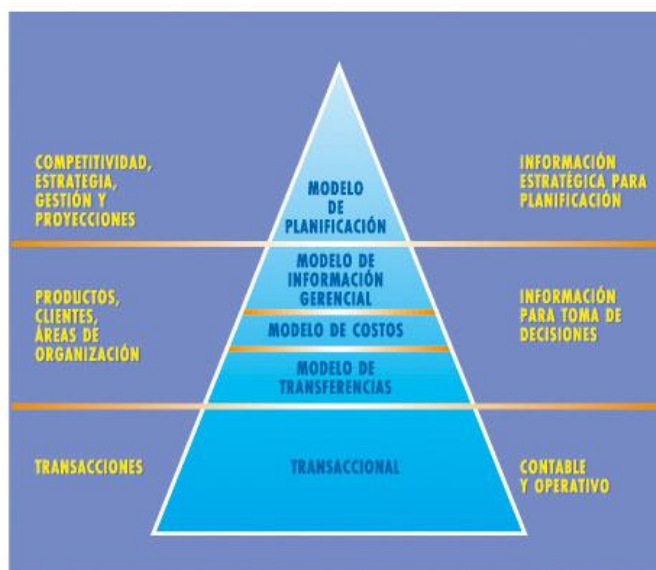 COMPETITIVIDAD,
ESTRATEGIA,
GESTIÓN Y
PROYECCIONES
MODELO
DE
PLANIFICACIÓN
INFORMACIÓN
ESTRATÉGICA PARA
PLANIFICACIÓN
PRODUCTOS,
CLIENTES,
ÁREAS DE
ORGANIZACIÓN
MODELO DE
INFORMACIÓN
GERENCIAL
MODELO DE COSTOS
MODELO DE
TRANSFERENCIAS
INFORMACIÓN
PARA TOMA DE
DECISIONES
TRANSACCIONES
TRANSACCIONAL
CONTABLE
Y OPERATIVO